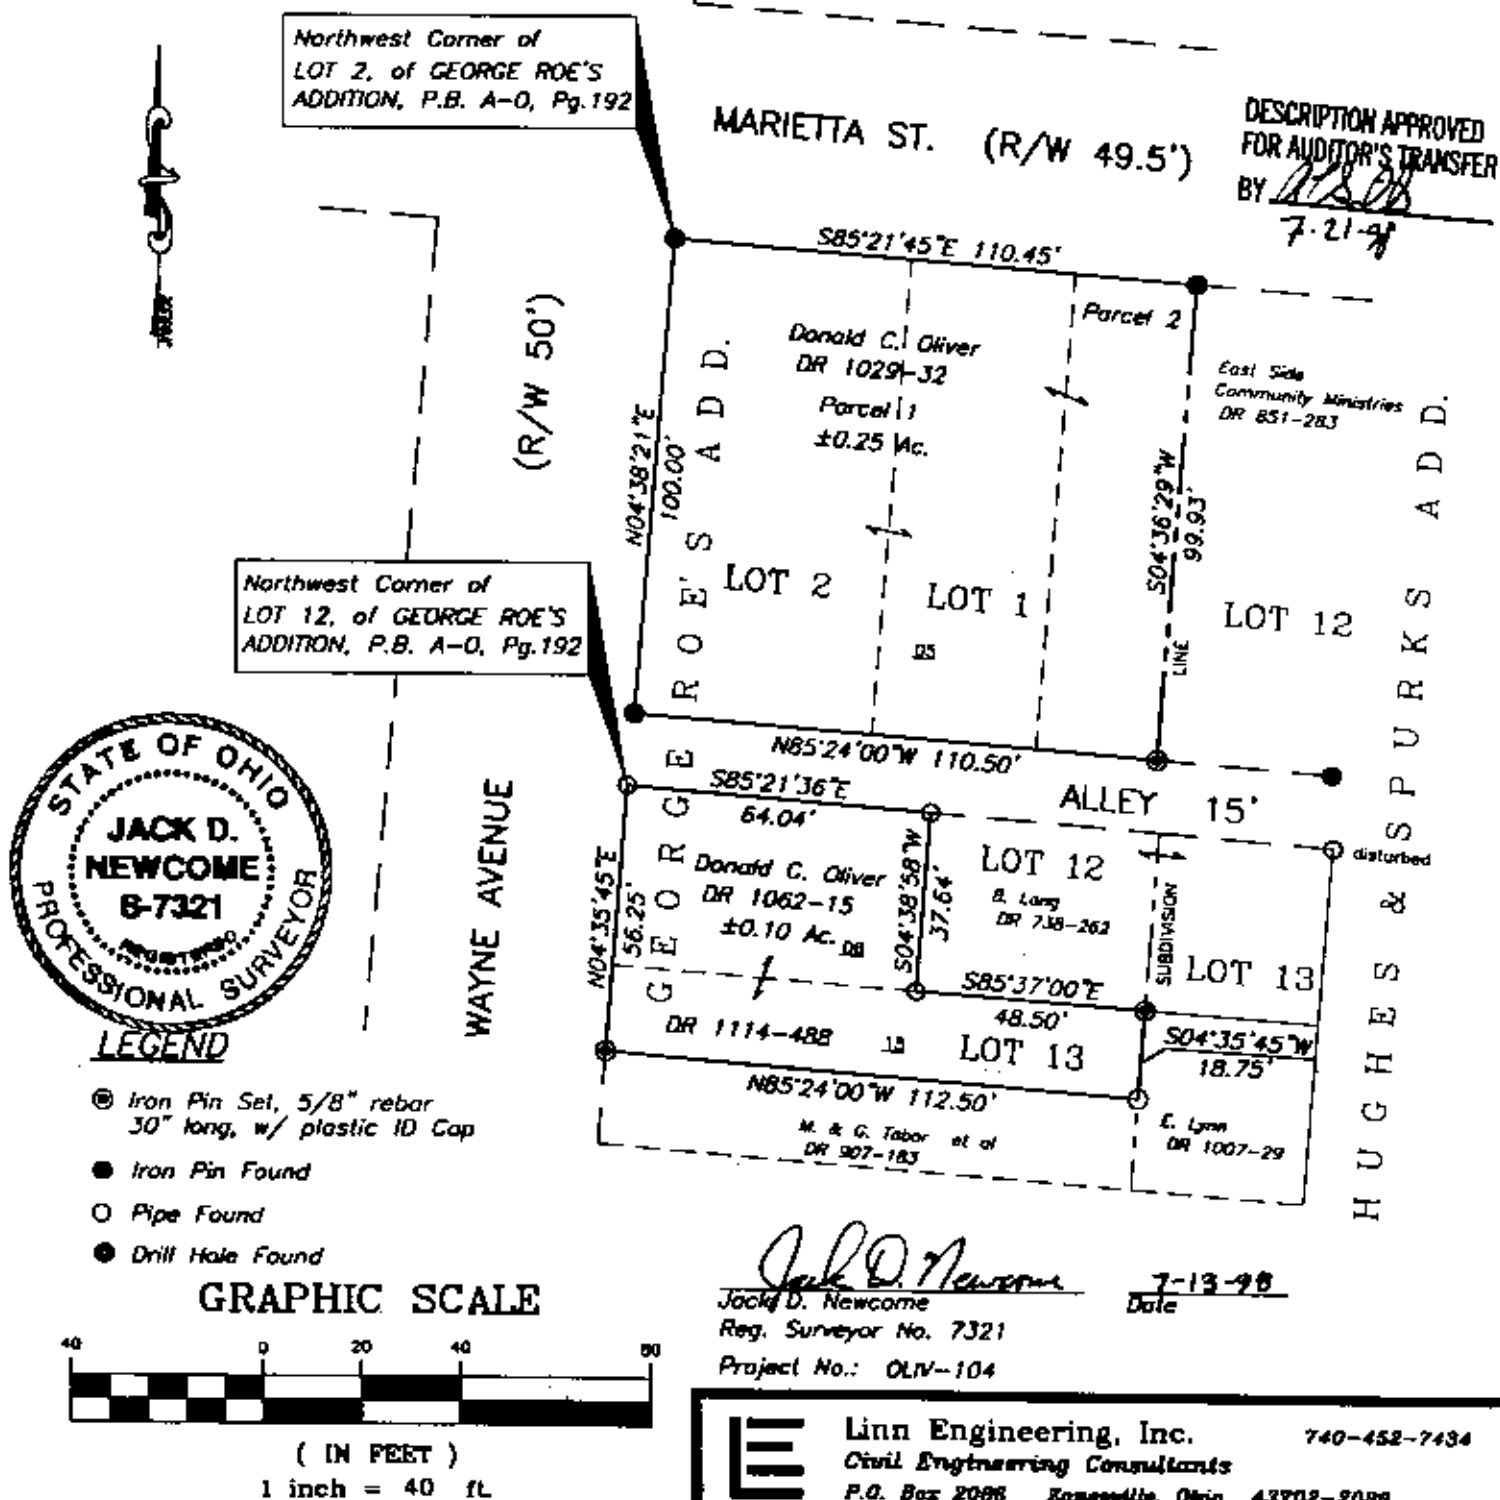 Northwest Corner of
LOT 2, of GEORGE ROE'S
ADDITION, P.B. A-0, Pg.192
MARIETTA ST. (R/W 49.5')
DESCRIPTION APPROVED
FOR AUDITOR'S TRANSFER
BY
7-21-98
S85°21'45"E 110.45'
(R/W 50')
Parcel 2
Donald C. Oliver
DR 1029-32
Parcel 1
±0.25 Ac.
East Side
Community Ministries
DR 851-283
N04°38'21"E
100.00'
S04°36'29"W
99.93'
LINE
LOT 2
LOT 1
LOT 12
Northwest Corner of
LOT 12, of GEORGE ROE'S
ADDITION, P.B. A-0, Pg.192
GEORGE ROE'S ADD.
HUGHES & SPURKS ADD.
N85°24'00"W 110.50'
ALLEY 15'
S85°21'36"E
64.04'
STATE OF OHIO
JACK D.
NEWCOME
S-7321
REGISTERED
PROFESSIONAL SURVEYOR
WAYNE AVENUE
N04°35'45"E
56.25'
Donald C. Oliver
DR 1062-15
±0.10 Ac.
S04°38'58"W
37.64'
LOT 12
B. Long
DR 738-262
disturbed
SUBDIVISION
LOT 13
S85°37'00"E
48.50'
DR 1114-488
LOT 13
S04°35'45"W
18.75'
N85°24'00"W 112.50'
M. & G. Tabor et al
DR 907-183
E. Lynn
DR 1007-29
LEGEND
Iron Pin Set, 5/8" rebar
30" long, w/ plastic ID Cap
Iron Pin Found
Pipe Found
Drill Hole Found
GRAPHIC SCALE
40 0 20 40 80
( IN FEET )
1 inch = 40 ft.
Jack D. Newcome 7-13-98
Jack D. Newcome Date
Reg. Surveyor No. 7321
Project No.: OLIV-104
Linn Engineering, Inc. 740-452-7434
Civil Engineering Consultants
P.O. Box 2086 Zanesville, Ohio 43702-2086